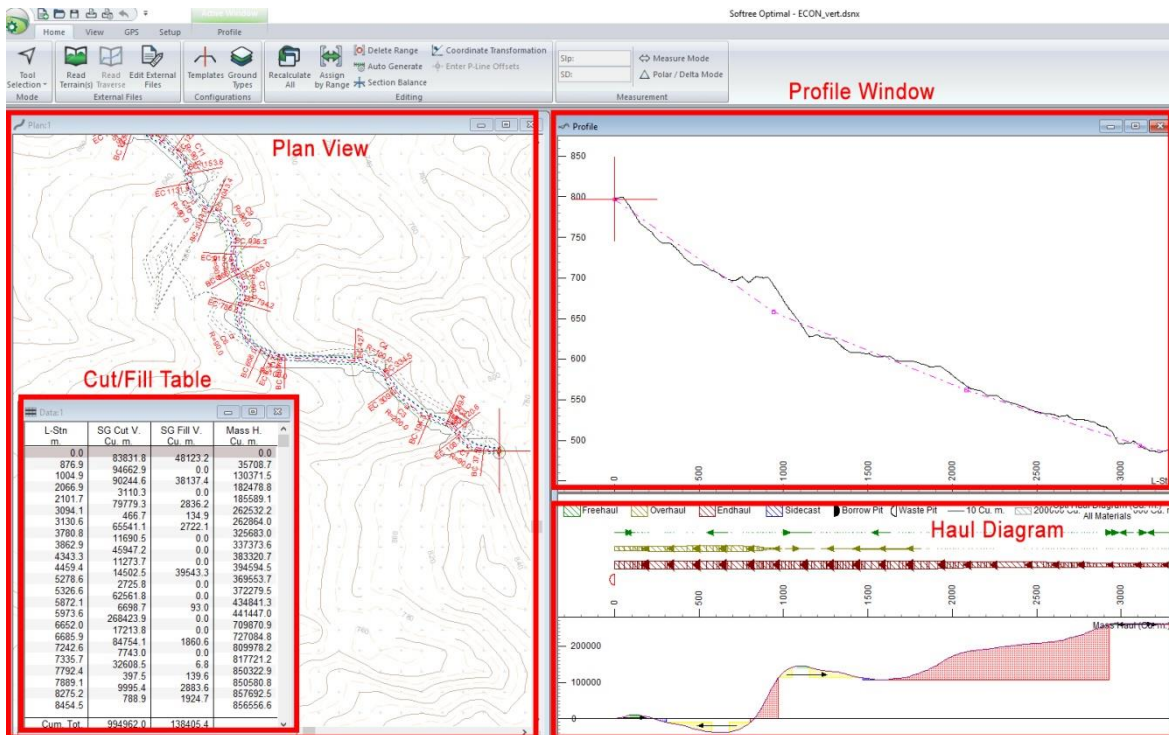 Softree Optimal - ECON_vert.dsnx
Home View GPS Setup Profile
Tool Selection
Mode
Read Terrain(s)
Read Traverse
Edit External Files
External Files
Templates
Ground Types
Configurations
Recalculate All
Assign by Range
Delete Range
Auto Generate
Section Balance
Coordinate Transformation
Enter P-Line Offsets
Editing
Slp:
SD:
Measure Mode
Polar / Delta Mode
Measurement
Profile Window
Plan:1
Plan View
Profile
850
800
750
700
650
600
550
500
0 500 1000 1500 2000 2500 3000
L-Stn
Cut/Fill Table
Data:1
L-Stn SG Cut V. SG Fill V. Mass H.
m. Cu. m. Cu. m. Cu. m.
0.0 0.0
83831.8 48123.2
876.9 35708.7
94662.9 0.0
1004.9 130371.5
90244.6 38137.4
2066.9 182478.8
3110.3 0.0
2101.7 185589.1
79779.3 2836.2
3094.1 262532.2
466.7 134.9
3130.6 262864.0
65541.1 2722.1
3780.8 325683.0
11690.5 0.0
3862.9 337373.6
45947.2 0.0
4343.3 383320.7
11273.7 0.0
4459.4 394594.5
14502.5 39543.3
5278.6 369553.7
2725.8 0.0
5326.6 372279.5
62561.8 0.0
5872.1 434841.3
6698.7 93.0
5973.6 441447.0
268423.9 0.0
6652.0 709870.9
17213.8 0.0
6685.9 727084.8
84754.1 1860.6
7242.6 809978.2
7743.0 0.0
7335.7 817721.2
32608.5 6.8
7792.4 850322.9
397.5 139.6
7889.1 850580.8
9995.4 2883.6
8275.2 857692.5
788.9 1924.7
8454.5 856556.6
Cum. Tot. 994962.0 138405.4
Freehaul Overhaul Endhaul Sidecast Borrow Pit Waste Pit 10 Cu. m.
All Materials
Haul Diagram
0 500 1000 1500 2000 2500 3000
Mass Haul (Cu. m.)
200000
100000
0